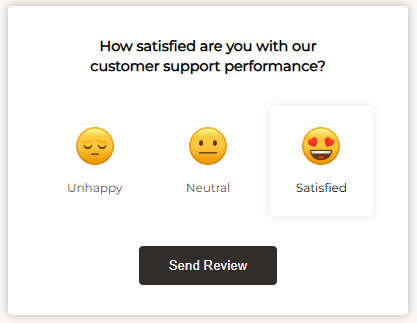 How satisfied are you with our
customer support performance?
Unhappy
Neutral
Satisfied
Send Review